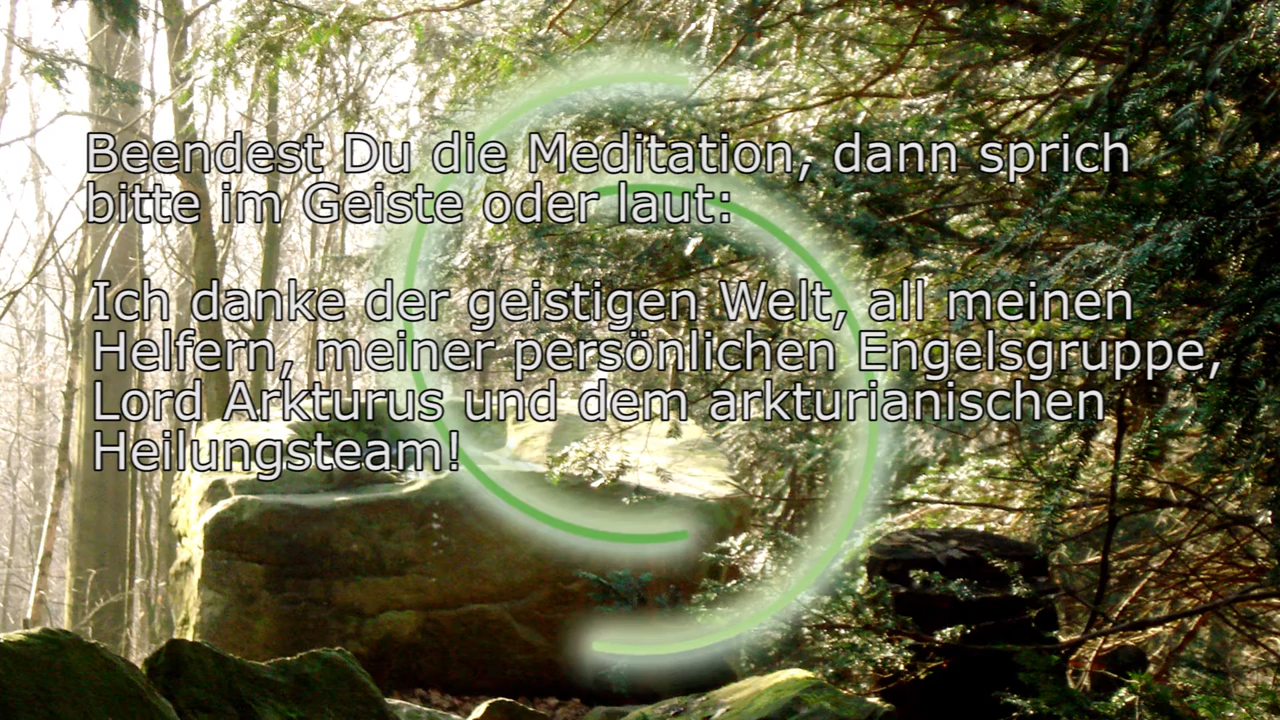 Beendest Du die Meditation, dann sprich
bitte im Geiste oder laut:
Ich danke der geistigen Welt, all meinen
Helfern, meiner persönlichen Engelsgruppe,
Lord Arkturus und dem arkturianischen
Heilungsteam!